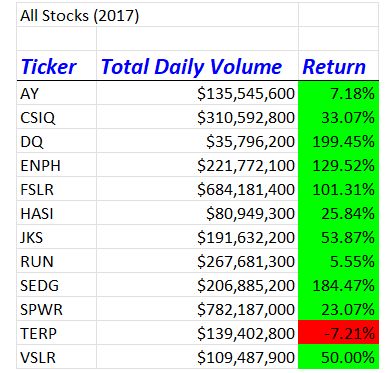 All Stocks (2017)
Ticker Total Daily Volume Return
AY $135,545,600 7.18%
CSIQ $310,592,800 33.07%
DQ $35,796,200 199.45%
ENPH $221,772,100 129.52%
FSLR $684,181,400 101.31%
HASI $80,949,300 25.84%
JKS $191,632,200 53.87%
RUN $267,681,300 5.55%
SEDG $206,885,200 184.47%
SPWR $782,187,000 23.07%
TERP $139,402,800 -7.21%
VSLR $109,487,900 50.00%